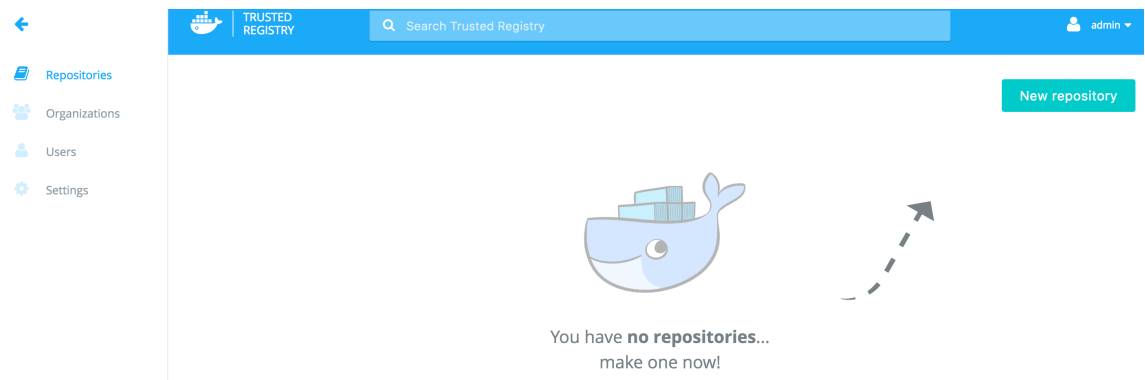 TRUSTED
REGISTRY
Search Trusted Registry
admin
Repositories
Organizations
Users
Settings
New repository
You have no repositories...
make one now!